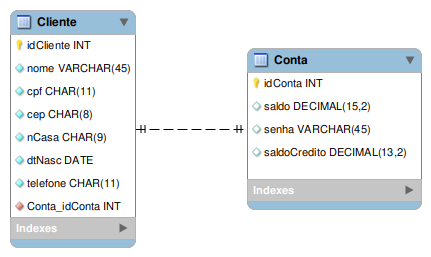 Cliente
idCliente INT
nome VARCHAR(45)
cpf CHAR(11)
cep CHAR(8)
nCasa CHAR(9)
dtNasc DATE
telefone CHAR(11)
Conta_idConta INT
Indexes
Conta
idConta INT
saldo DECIMAL(15,2)
senha VARCHAR(45)
saldoCredito DECIMAL(13,2)
Indexes